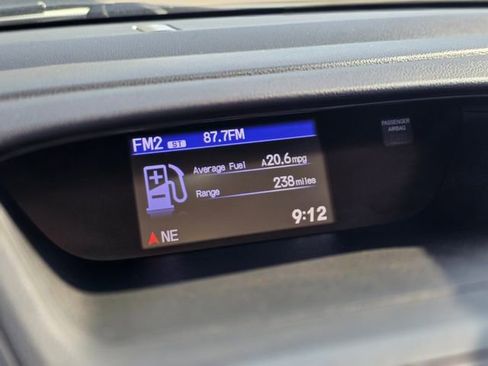 FM2 ST 87.7FM
PASSENGER
AIRBAG
Average Fuel A20.6mpg
Range 238miles
9:12
NE